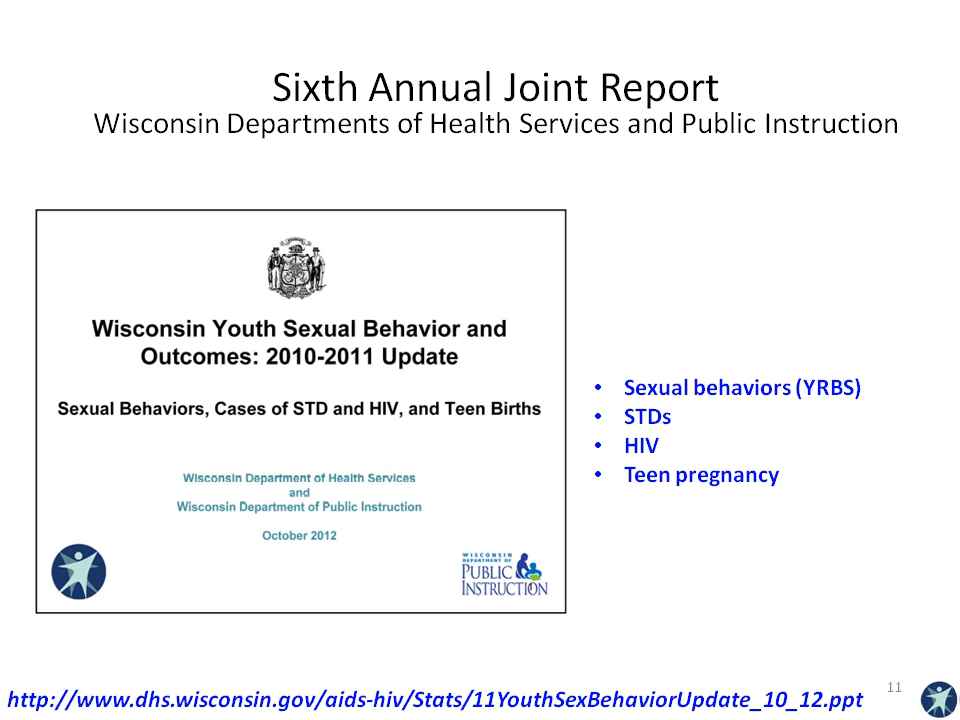 Sixth Annual Joint Report
Wisconsin Departments of Health Services and Public Instruction
Wisconsin Youth Sexual Behavior and
Outcomes: 2010-2011 Update
Sexual Behaviors, Cases of STD and HIV, and Teen Births
Wisconsin Department of Health Services
and
Wisconsin Department of Public Instruction
October 2012
WISCONSIN
DEPARTMENT OF
PUBLIC
INSTRUCTION
• Sexual behaviors (YRBS)
• STDs
• HIV
• Teen pregnancy
http://www.dhs.wisconsin.gov/aids-hiv/Stats/11YouthSexBehaviorUpdate_10_12.ppt
11